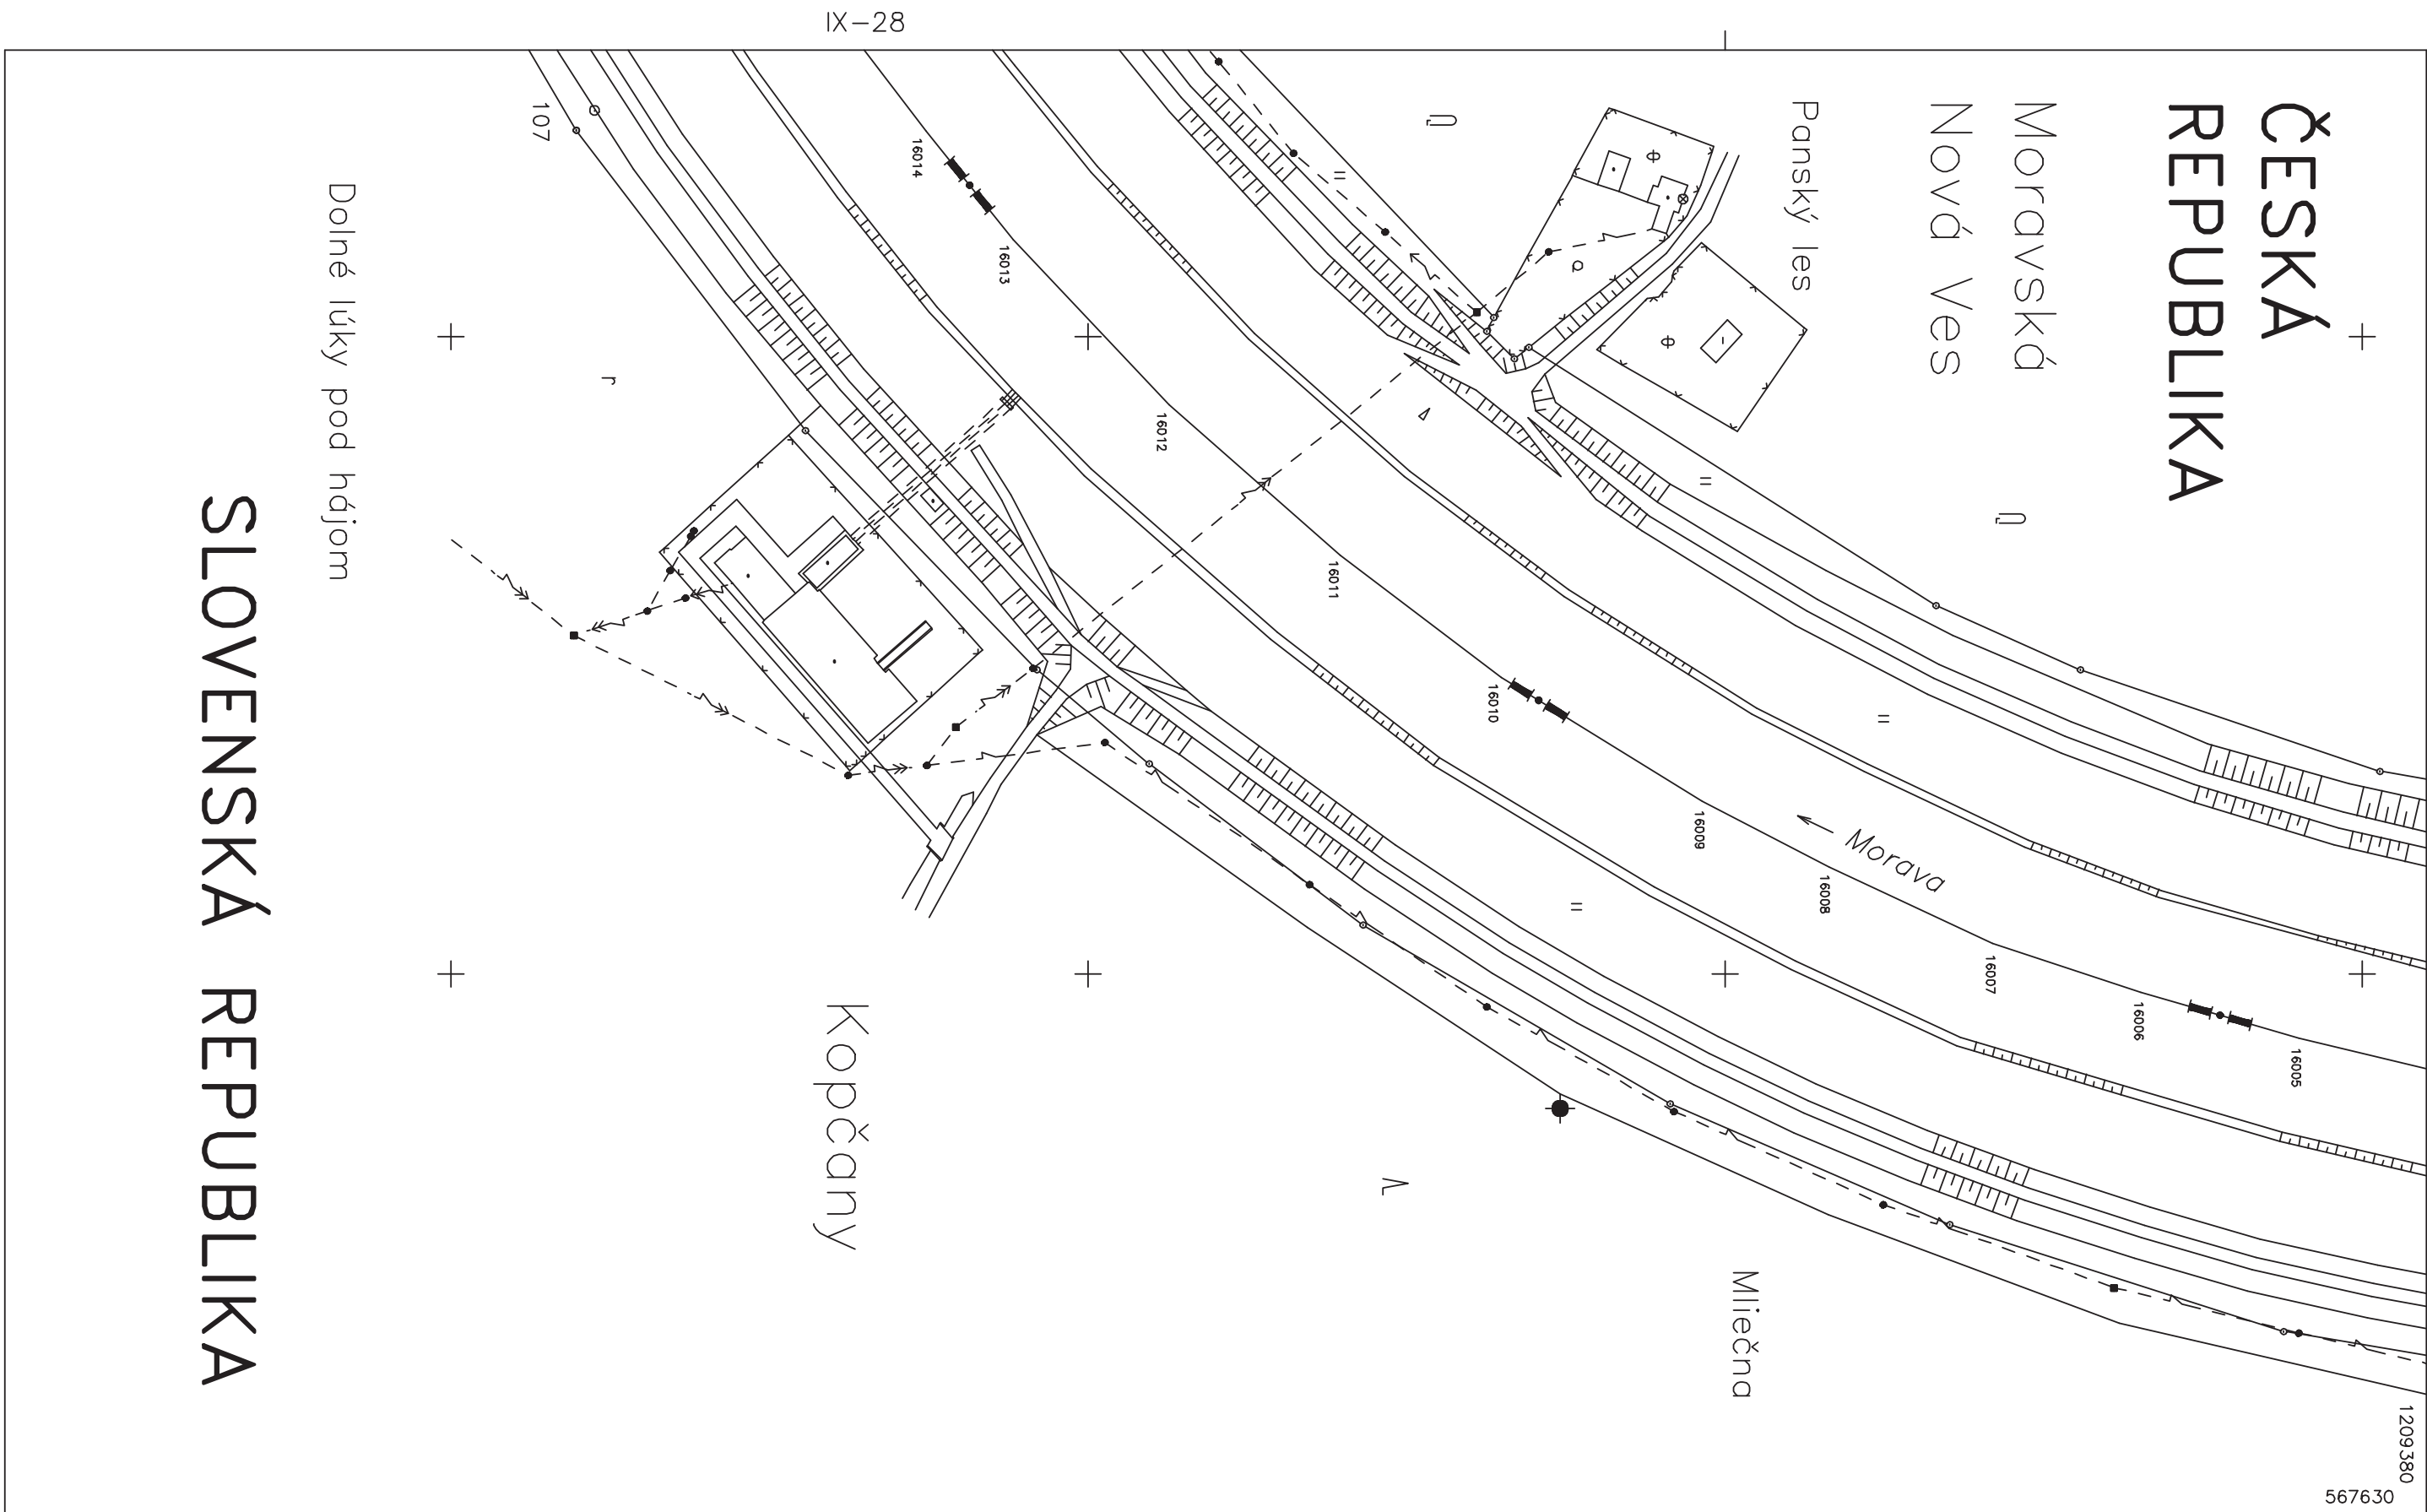 IX-28
ČESKÁ
REPUBLIKA
Moravská
Nová Ves
Panský les
107
16014
16013
16012
16011
16010
16009
16008
16007
16006
16005
Morava
Dolné lúky pod hájom
SLOVENSKÁ REPUBLIKA
Kopčany
Mliečna
1209380
567630